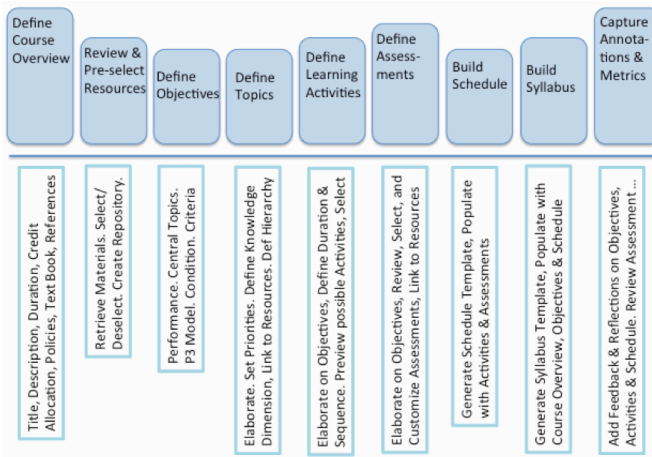 Define
Course
Overview
Review &
Pre-select
Resources
Define
Objectives
Define
Topics
Define
Learning
Activities
Define
Assess-
ments
Build
Schedule
Build
Syllabus
Capture
Annota-
tions &
Metrics
Title, Description, Duration, Credit
Allocation, Policies, Text Book, References
Retrieve Materials. Select/
Deselect. Create Repository.
Performance. Central Topics.
P3 Model. Condition. Criteria
Elaborate. Set Priorities. Define Knowledge
Dimension, Link to Resources. Def Hierarchy
Elaborate on Objectives, Define Duration &
Sequence. Preview possible Activities, Select
Elaborate on Objectives, Review, Select, and
Customize Assessments, Link to Resources
Generate Schedule Template, Populate
with Activities & Assessments
Generate Syllabus Template, Populate with
Course Overview, Objectives & Schedule
Add Feedback & Reflections on Objectives,
Activities & Schedule. Review Assessment ...